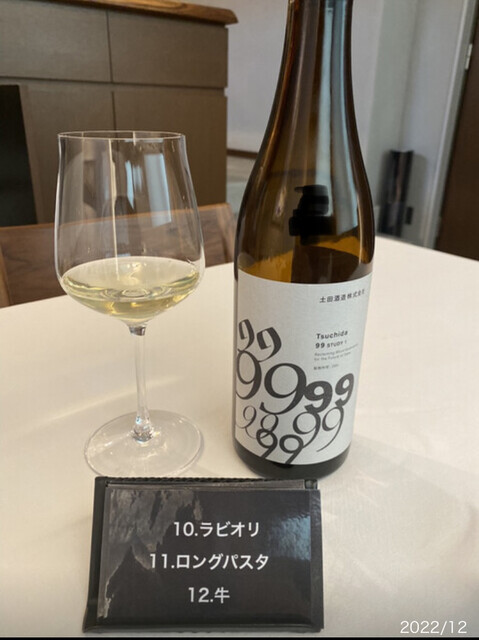 土田酒造株式会社
Tsuchida
99 STUDY 1
99
99
99
99
99
10.ラビオリ
11.ロングパスタ
12.牛
2022/12